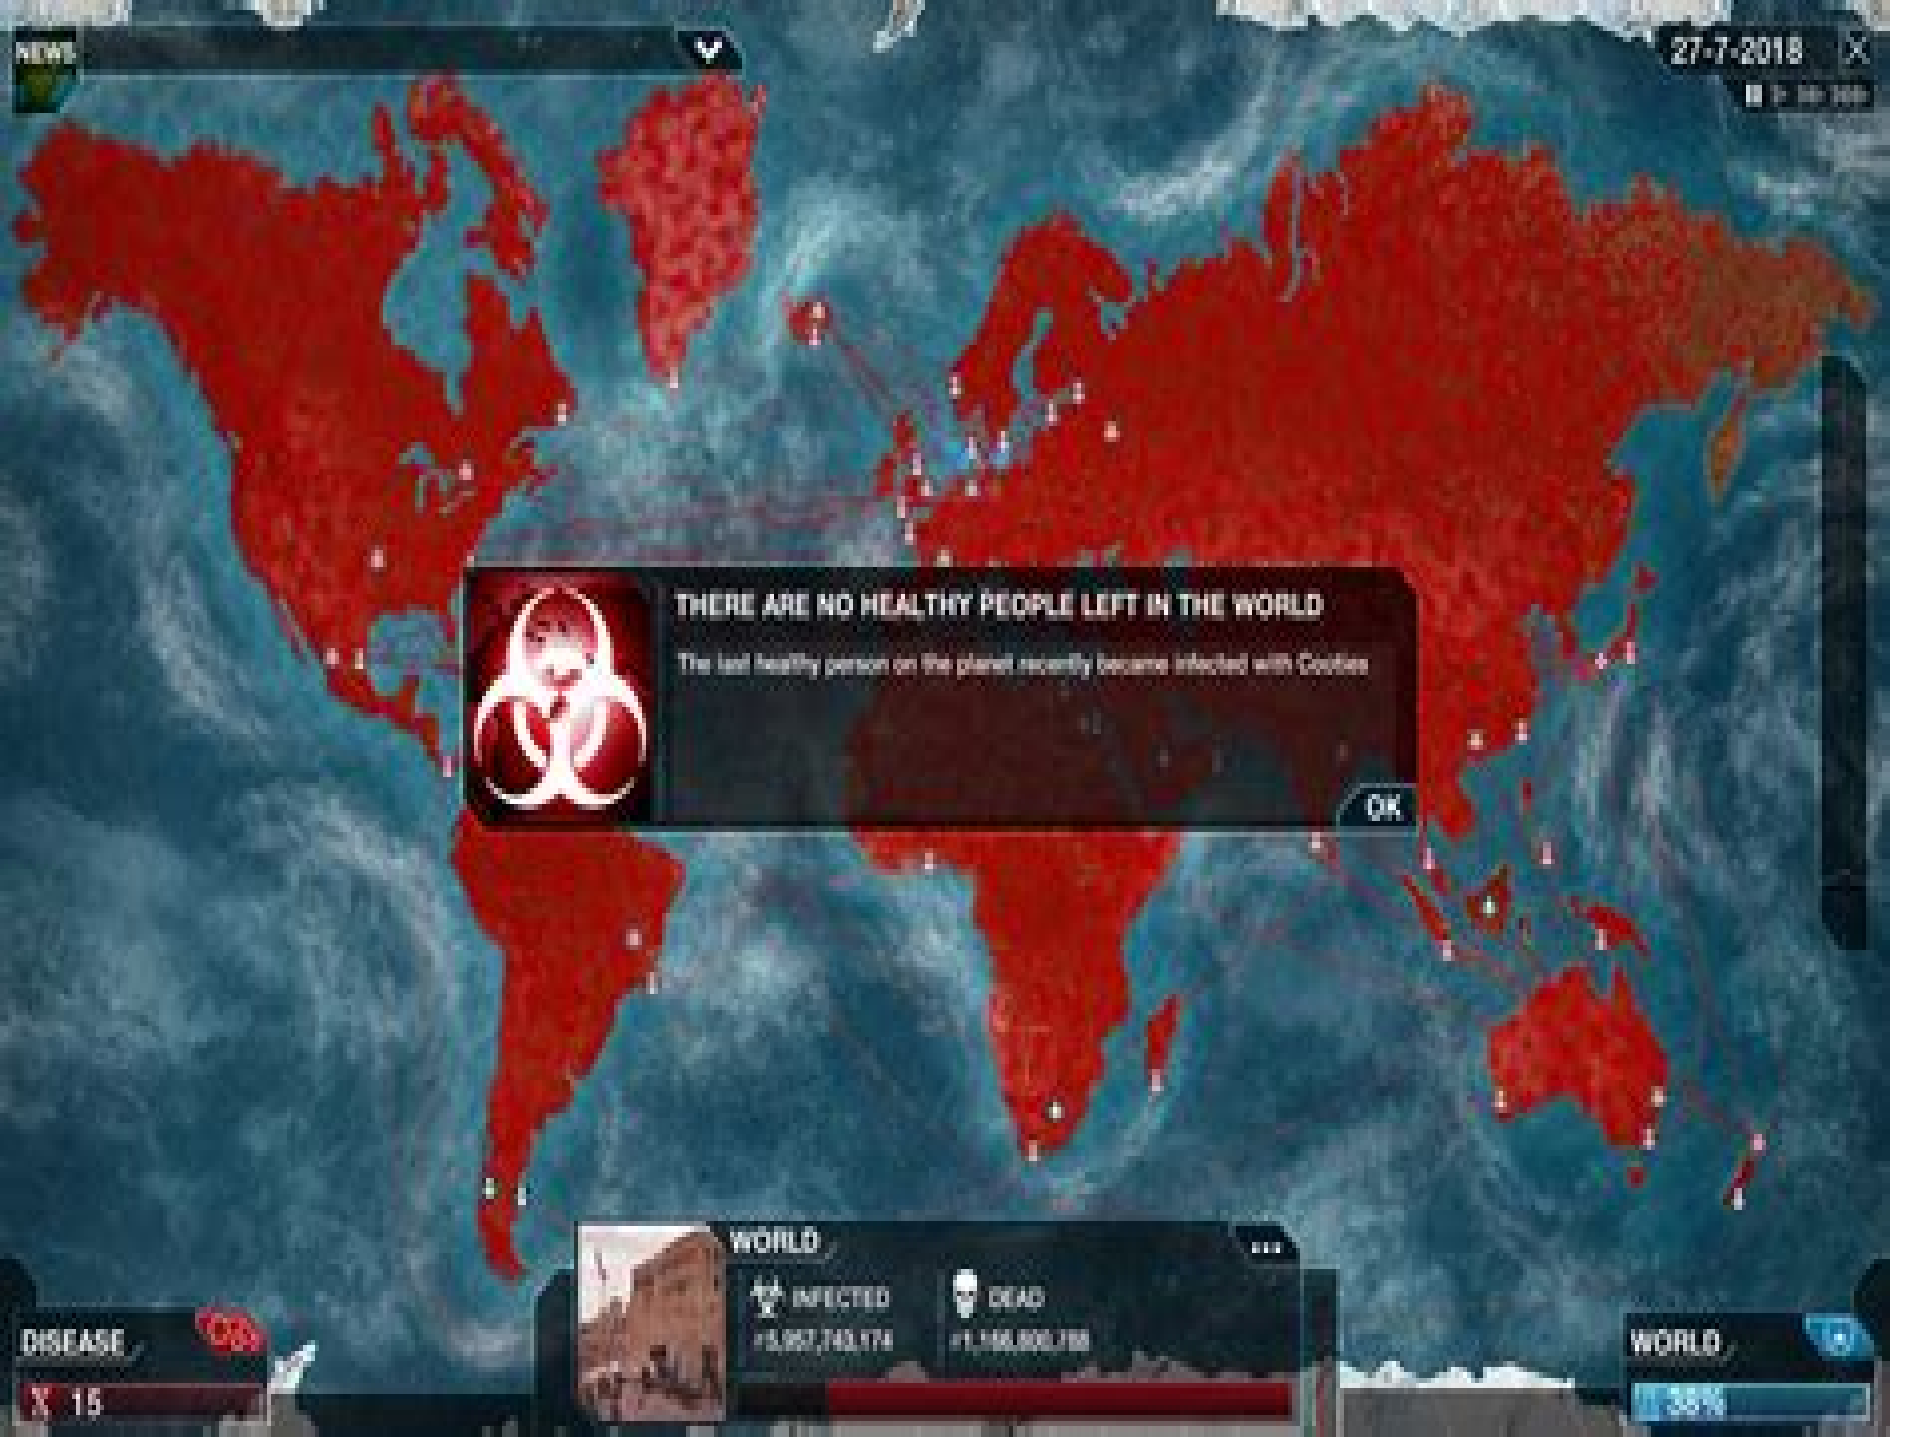 NEWS
27-7-2018
THERE ARE NO HEALTHY PEOPLE LEFT IN THE WORLD
The last healthy person on the planet recently became infected with Cooties
OK
WORLD
INFECTED
DEAD
DISEASE
15
WORLD